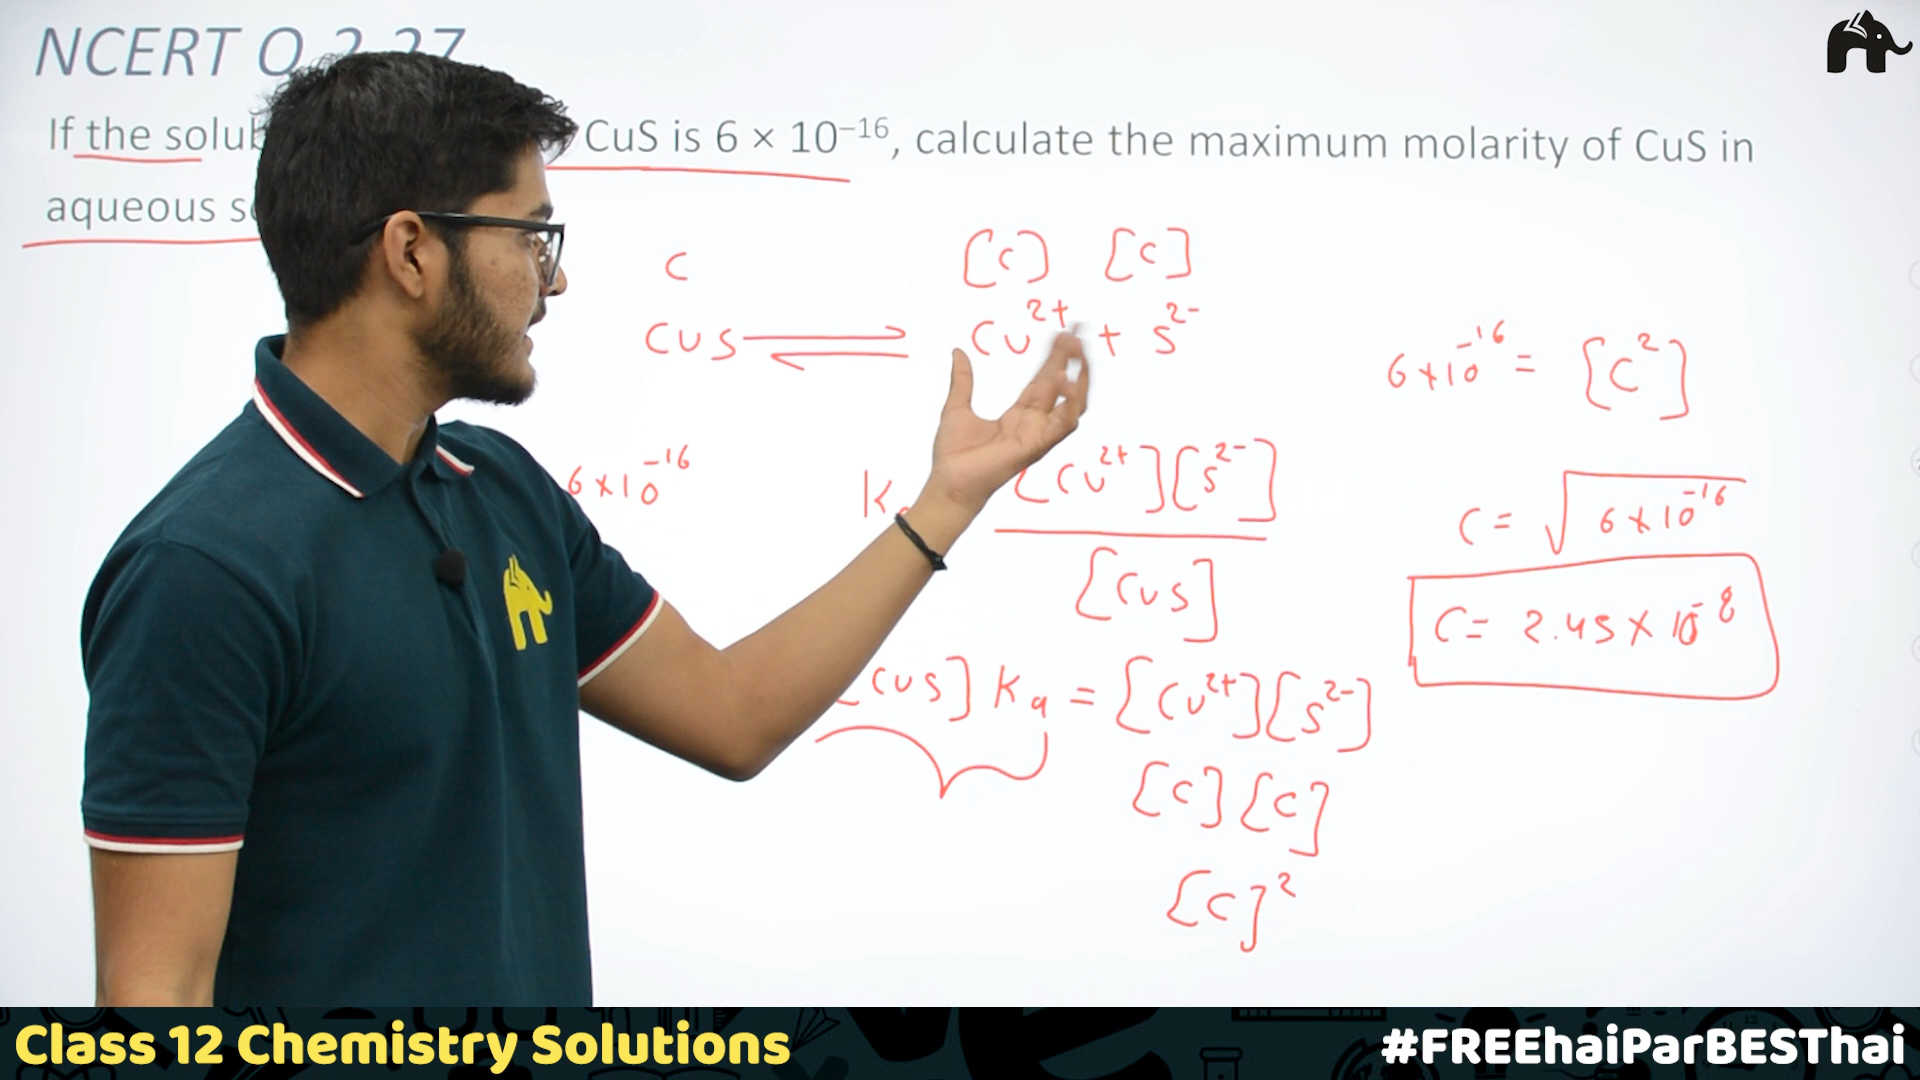 NCERT Q 2.27
If the solub CuS is 6 × 10⁻¹⁶, calculate the maximum molarity of CuS in
aqueous s
C [C] [C]
CuS ⇌ Cu²⁺ + S²⁻
6×10⁻¹⁶ = [C²]
6×10⁻¹⁶ K [Cu²⁺][S²⁻]
[CuS]
C = √6×10⁻¹⁶
C = 2.45 × 10⁻⁸
[CuS] Ka = [Cu²⁺][S²⁻]
[C][C]
[C]²
Class 12 Chemistry Solutions
#FREEhaiParBESThai